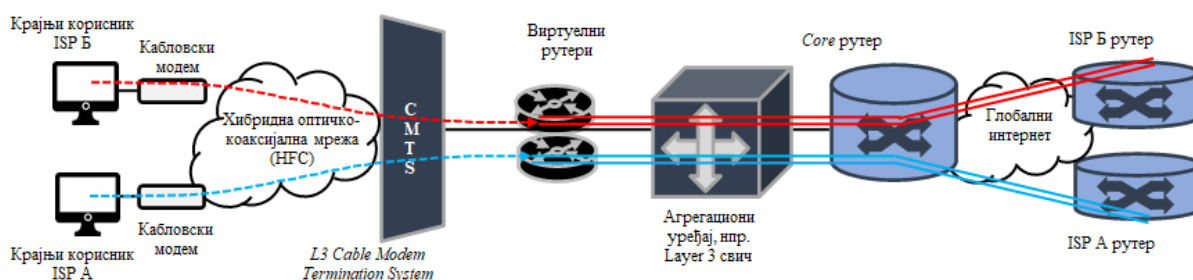 Крајњи корисник
ISP Б
Кабловски
модем
Хибридна оптичко-
коаксијална мрежа
(HFC)
Крајњи корисник
ISP А
Кабловски
модем
CMTS
L3 Cable Modem
Termination System
Виртуелни
рутери
Агрегациони
уређај, нпр.
Layer 3 свич
Core рутер
Глобални
интернет
ISP Б рутер
ISP А рутер